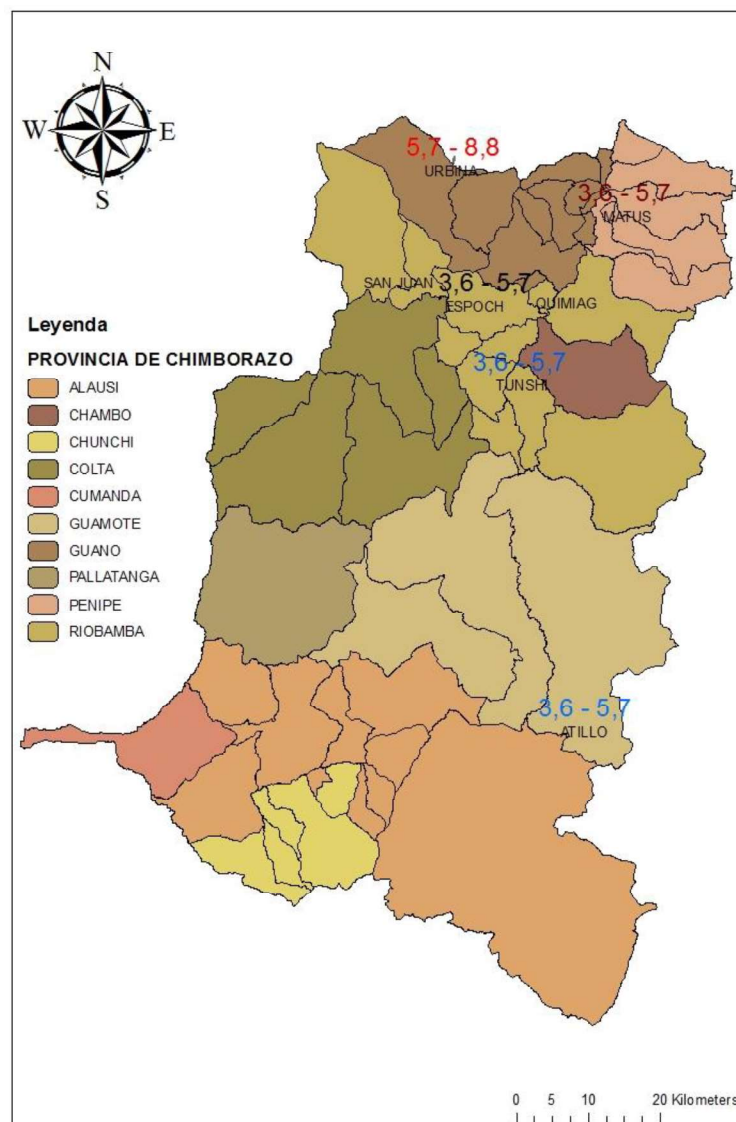 N
W
E
S
5,7 - 8,8
URBINA
3,6 - 5,7
MATUS
SAN JUAN
3,6 - 5,7
ESPOCH
QUIMIAG
3,6 - 5,7
TUNSHI
Leyenda
PROVINCIA DE CHIMBORAZO
ALAUSI
CHAMBO
CHUNCHI
COLTA
CUMANDA
GUAMOTE
GUANO
PALLATANGA
PENIPE
RIOBAMBA
3,6 - 5,7
ATILLO
0 5 10 20 Kilometers